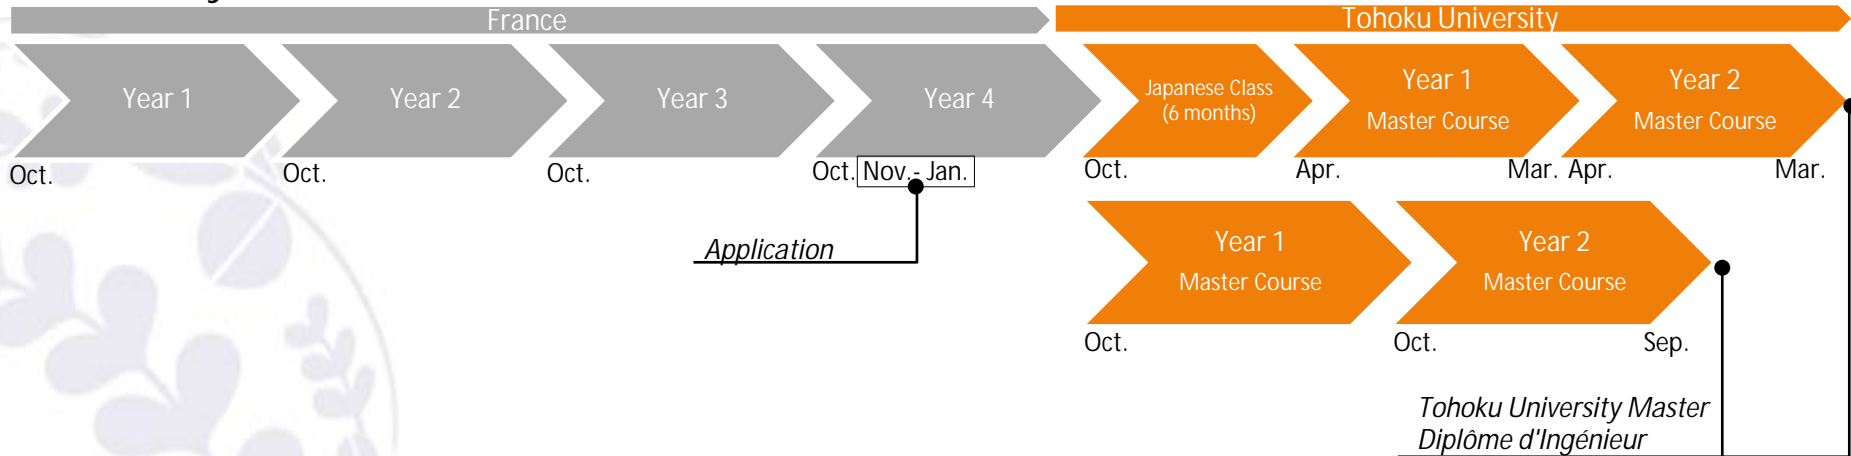 France
Tohoku University
Year 1
Year 2
Year 3
Year 4
Japanese Class
(6 months)
Year 1
Master Course
Year 2
Master Course
Oct.
Oct.
Oct.
Oct. Nov.- Jan.
Oct.
Apr.
Mar. Apr.
Mar.
Application
Year 1
Master Course
Year 2
Master Course
Oct.
Oct.
Sep.
Tohoku University Master
Diplôme d'Ingénieur